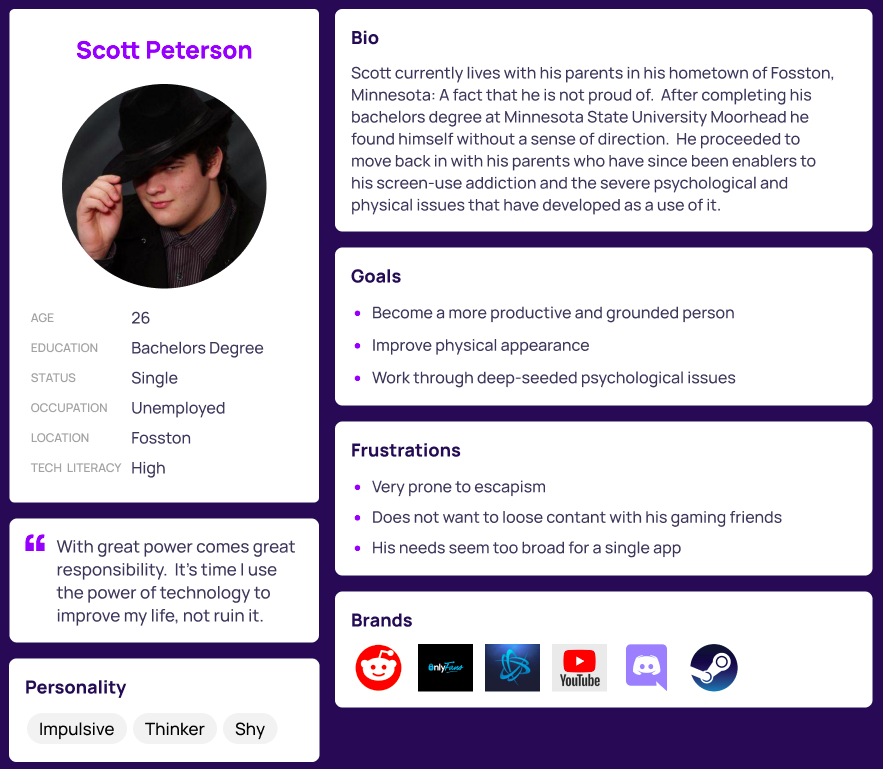 Scott Peterson
AGE 26
EDUCATION Bachelors Degree
STATUS Single
OCCUPATION Unemployed
LOCATION Fosston
TECH LITERACY High
“ With great power comes great
responsibility. It's time I use
the power of technology to
improve my life, not ruin it.
Personality
Impulsive Thinker Shy
Bio
Scott currently lives with his parents in his hometown of Fosston,
Minnesota: A fact that he is not proud of. After completing his
bachelors degree at Minnesota State University Moorhead he
found himself without a sense of direction. He proceeded to
move back in with his parents who have since been enablers to
his screen-use addiction and the severe psychological and
physical issues that have developed as a use of it.
Goals
• Become a more productive and grounded person
• Improve physical appearance
• Work through deep-seeded psychological issues
Frustrations
• Very prone to escapism
• Does not want to loose contant with his gaming friends
• His needs seem too broad for a single app
Brands
OnlyFans
YouTube